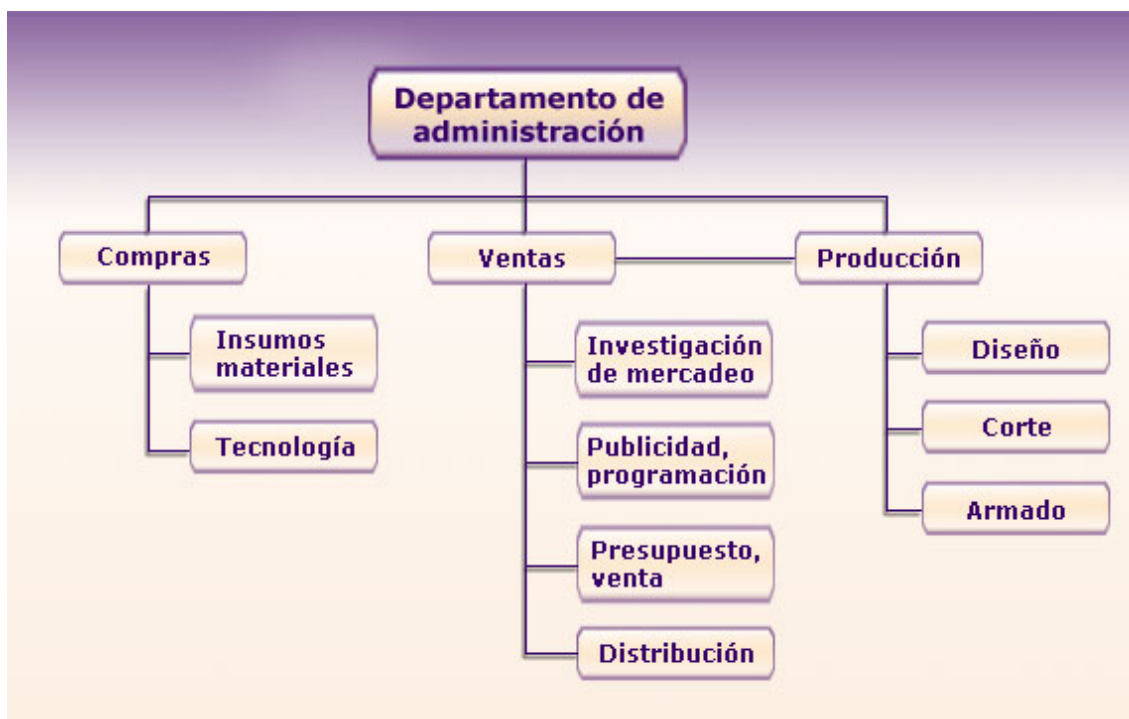 Departamento de
administración
Compras
Ventas
Producción
Insumos
materiales
Tecnología
Investigación
de mercadeo
Publicidad,
programación
Presupuesto,
venta
Distribución
Diseño
Corte
Armado